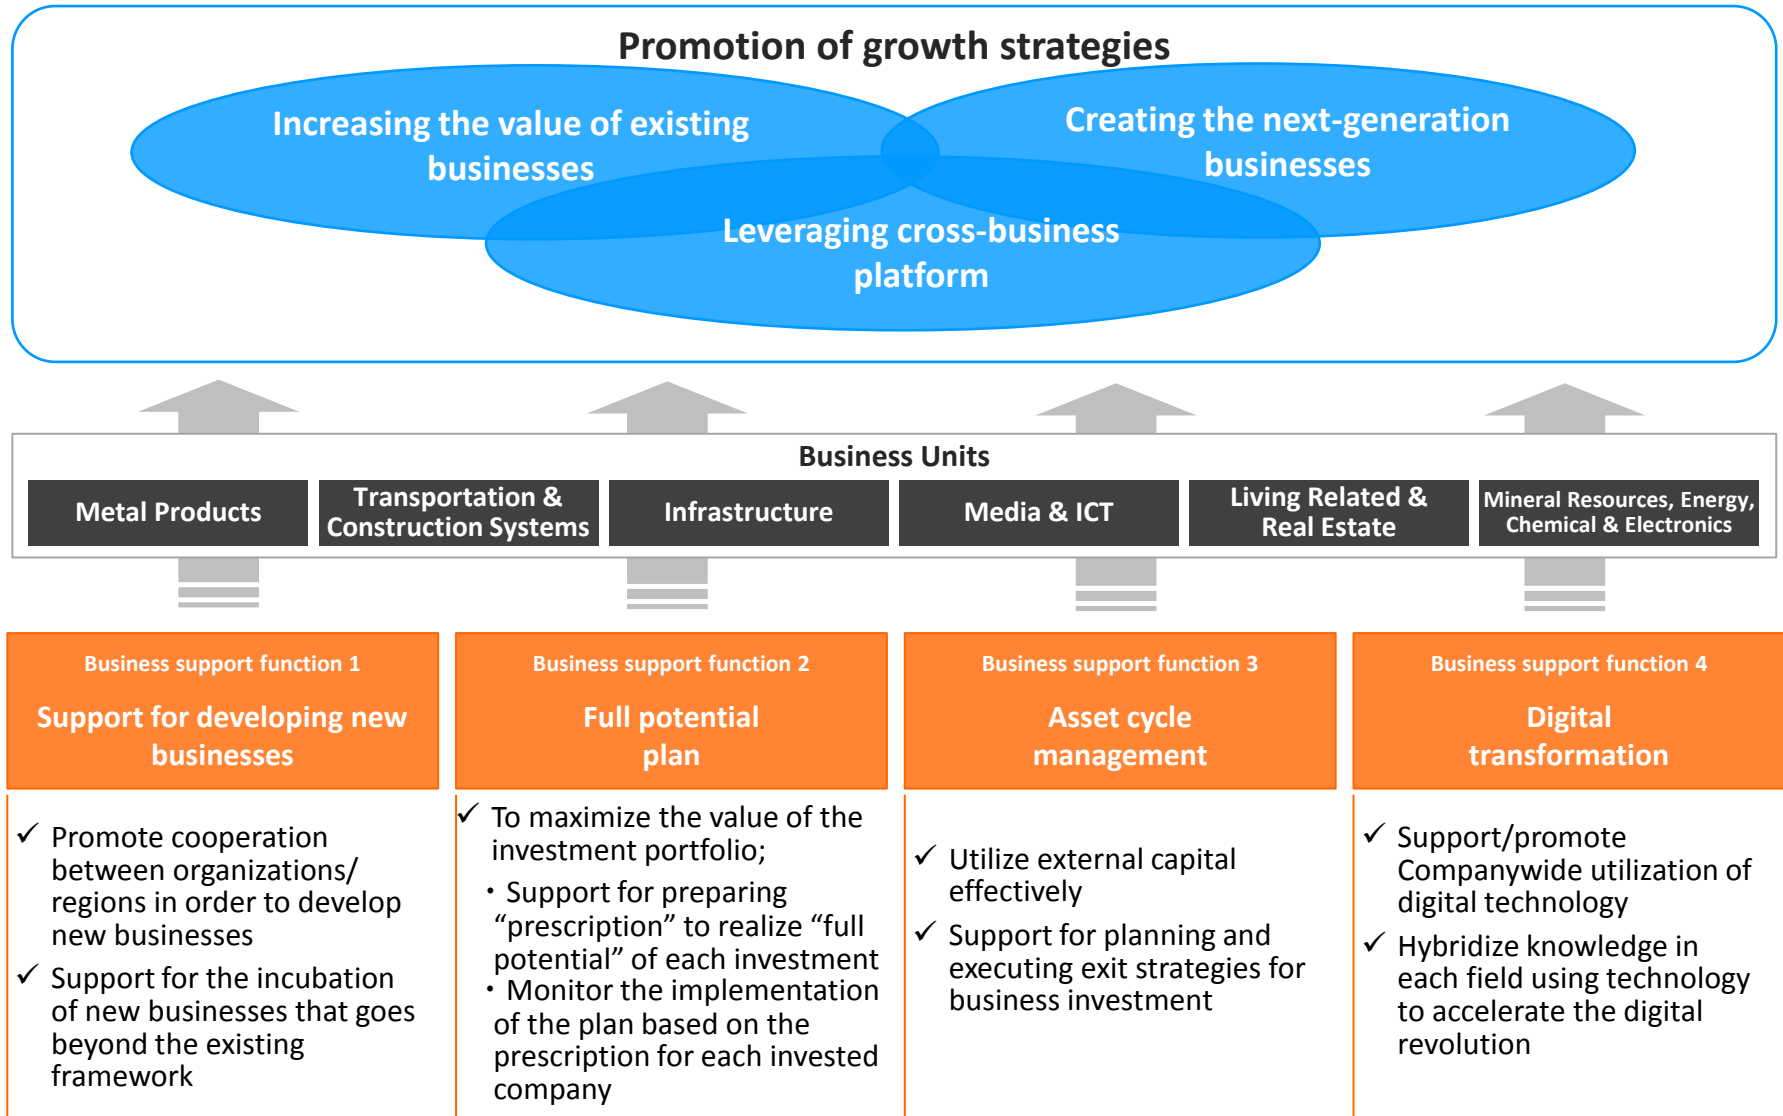 Promotion of growth strategies
Increasing the value of existing
businesses
Creating the next-generation
businesses
Leveraging cross-business
platform
Business Units
Metal Products
Transportation &
Construction Systems
Infrastructure
Media & ICT
Living Related &
Real Estate
Mineral Resources, Energy,
Chemical & Electronics
Business support function 1
Support for developing new
businesses
✓ Promote cooperation
between organizations/
regions in order to develop
new businesses
✓ Support for the incubation
of new businesses that goes
beyond the existing
framework
Business support function 2
Full potential
plan
✓ To maximize the value of the
investment portfolio;
・Support for preparing
“prescription” to realize “full
potential” of each investment
・Monitor the implementation
of the plan based on the
prescription for each invested
company
Business support function 3
Asset cycle
management
✓ Utilize external capital
effectively
✓ Support for planning and
executing exit strategies for
business investment
Business support function 4
Digital
transformation
✓ Support/promote
Companywide utilization of
digital technology
✓ Hybridize knowledge in
each field using technology
to accelerate the digital
revolution